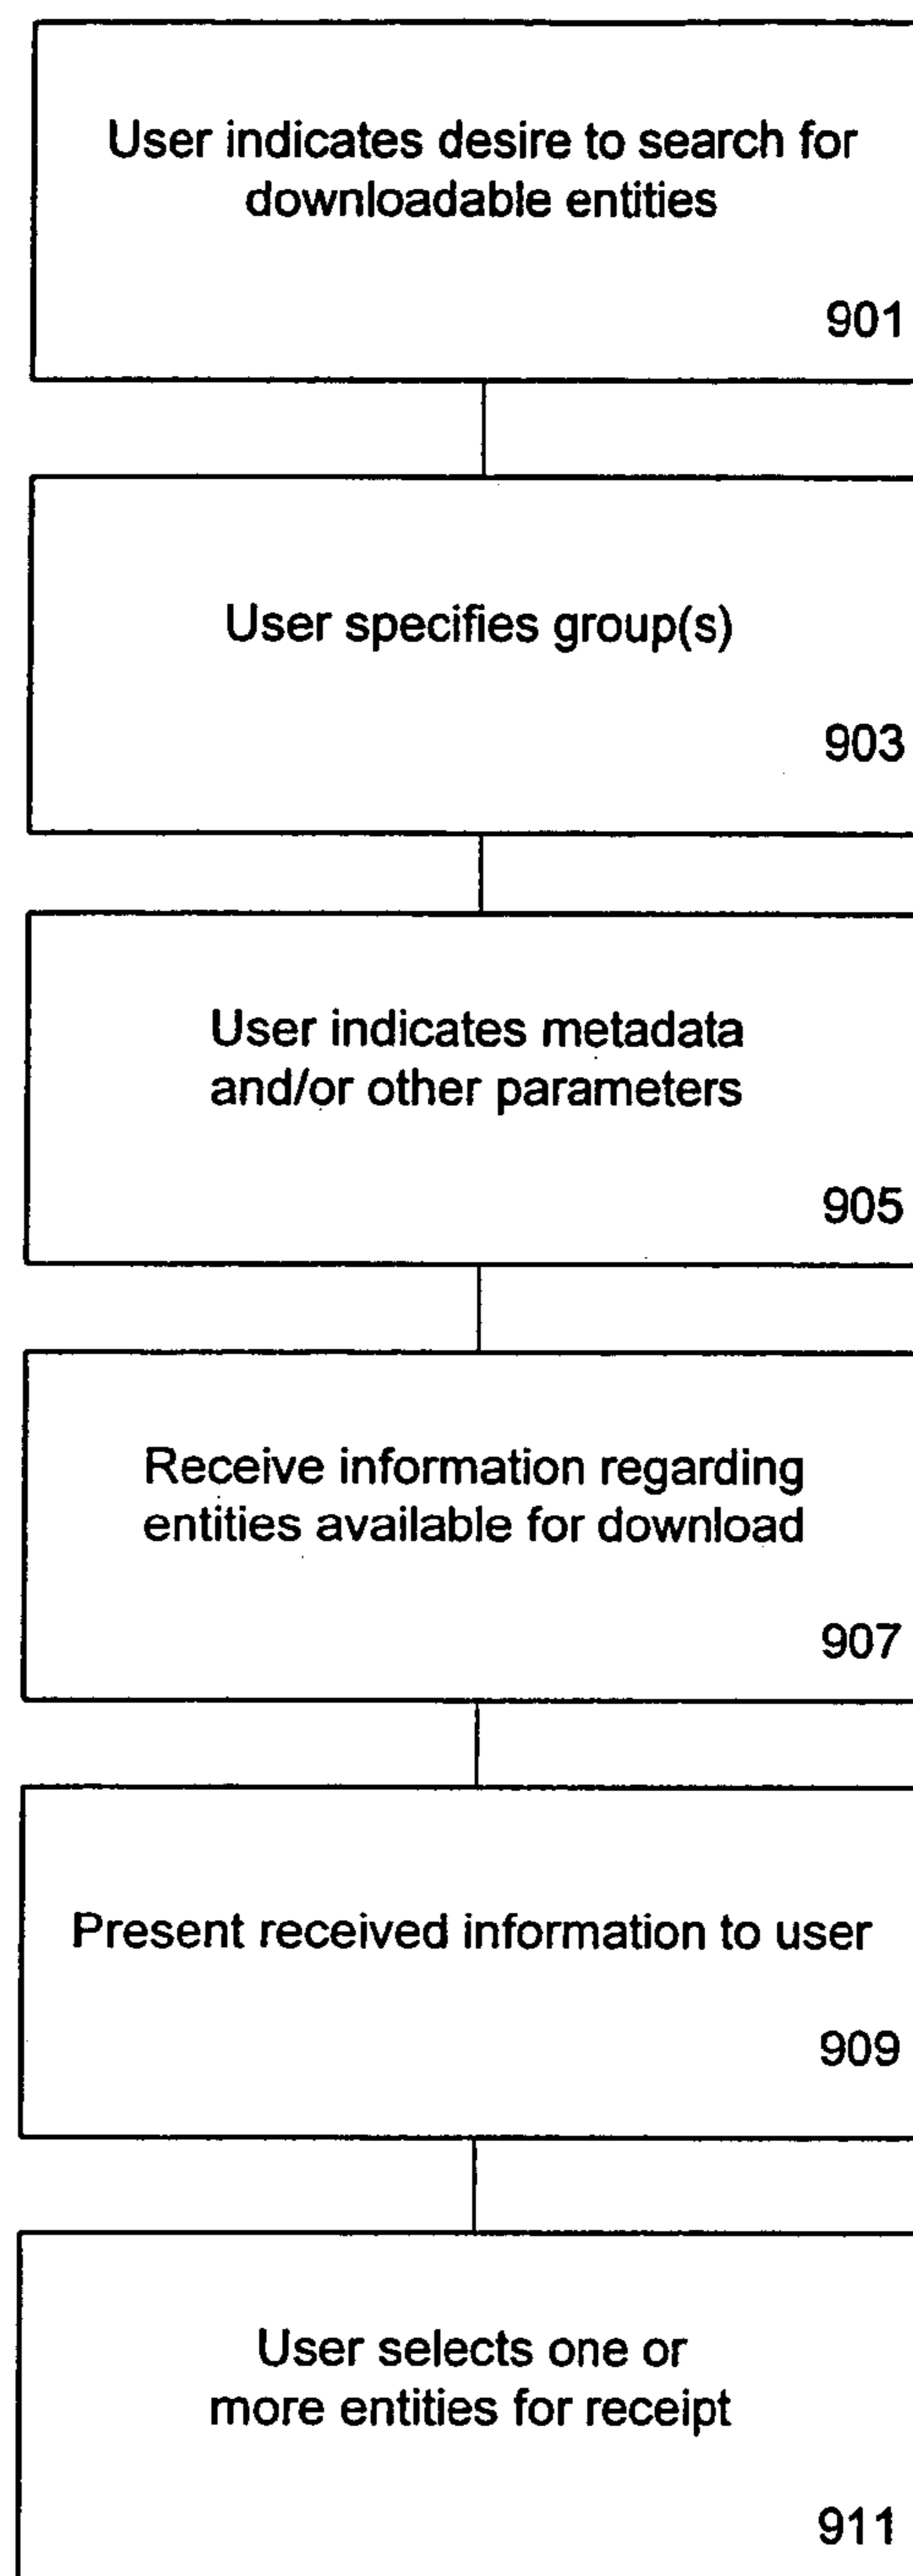 User indicates desire to search for
downloadable entities
901
User specifies group(s)
903
User indicates metadata
and/or other parameters
905
Receive information regarding
entities available for download
907
Present received information to user
909
User selects one or
more entities for receipt
911